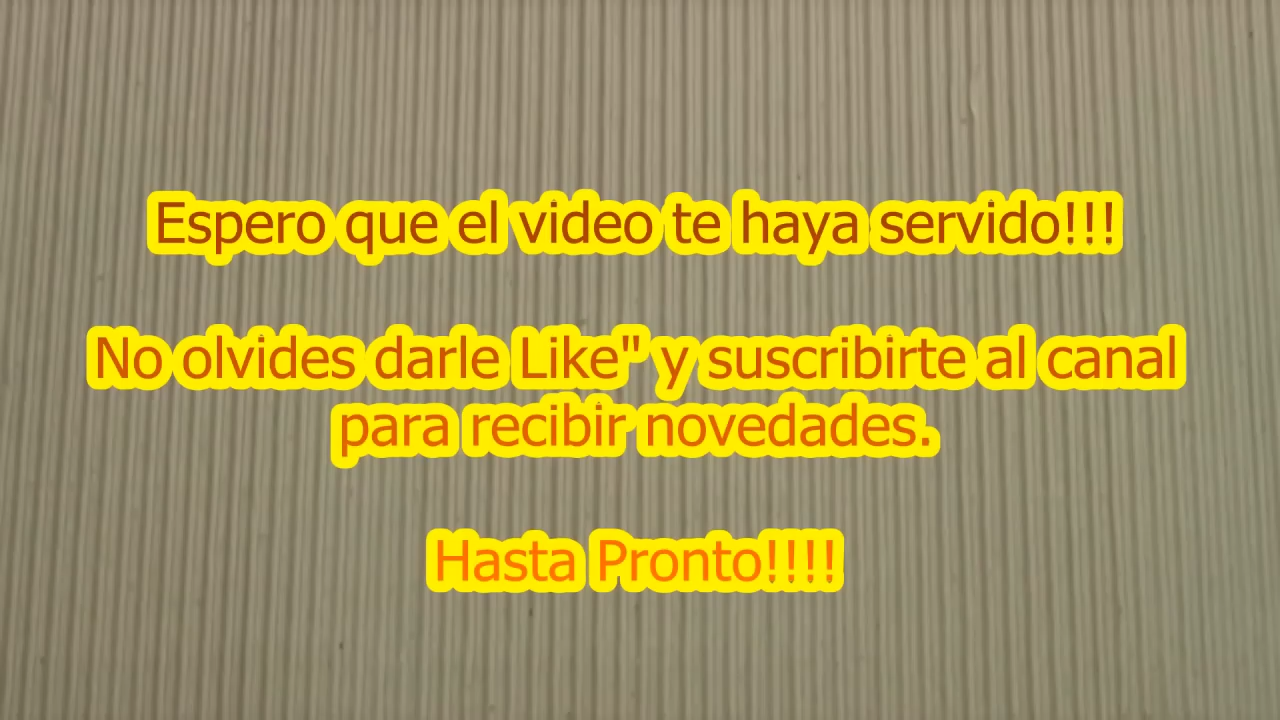 Espero que el video te haya servido!!!
No olvides darle Like" y suscribirte al canal
para recibir novedades.
Hasta Pronto!!!!